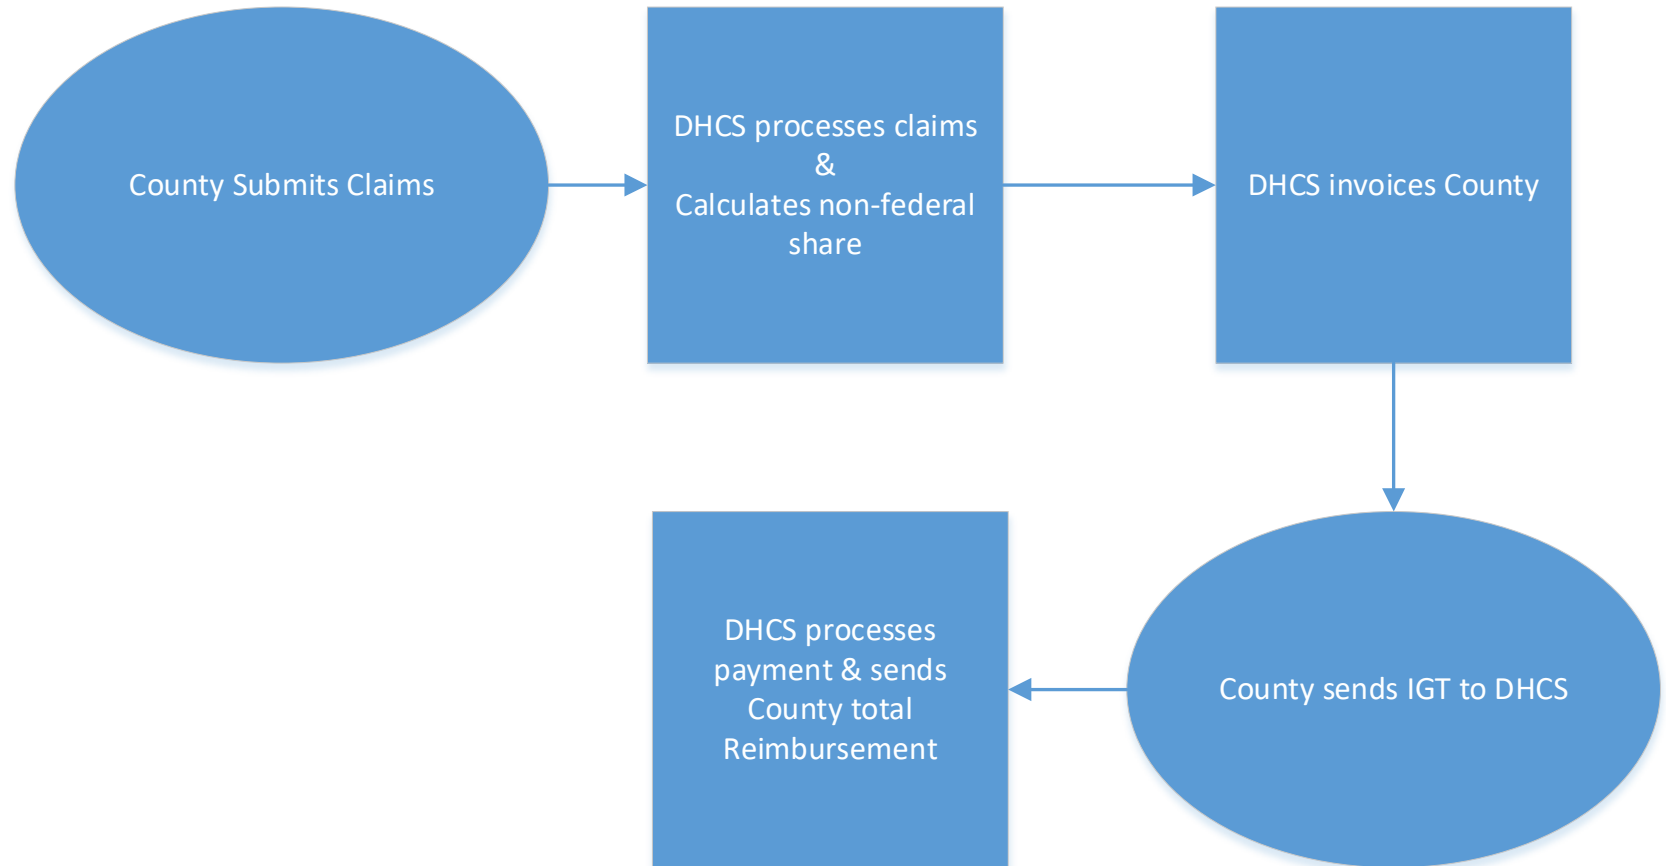 County Submits Claims
DHCS processes claims
&
Calculates non-federal
share
DHCS invoices County
County sends IGT to DHCS
DHCS processes
payment & sends
County total
Reimbursement